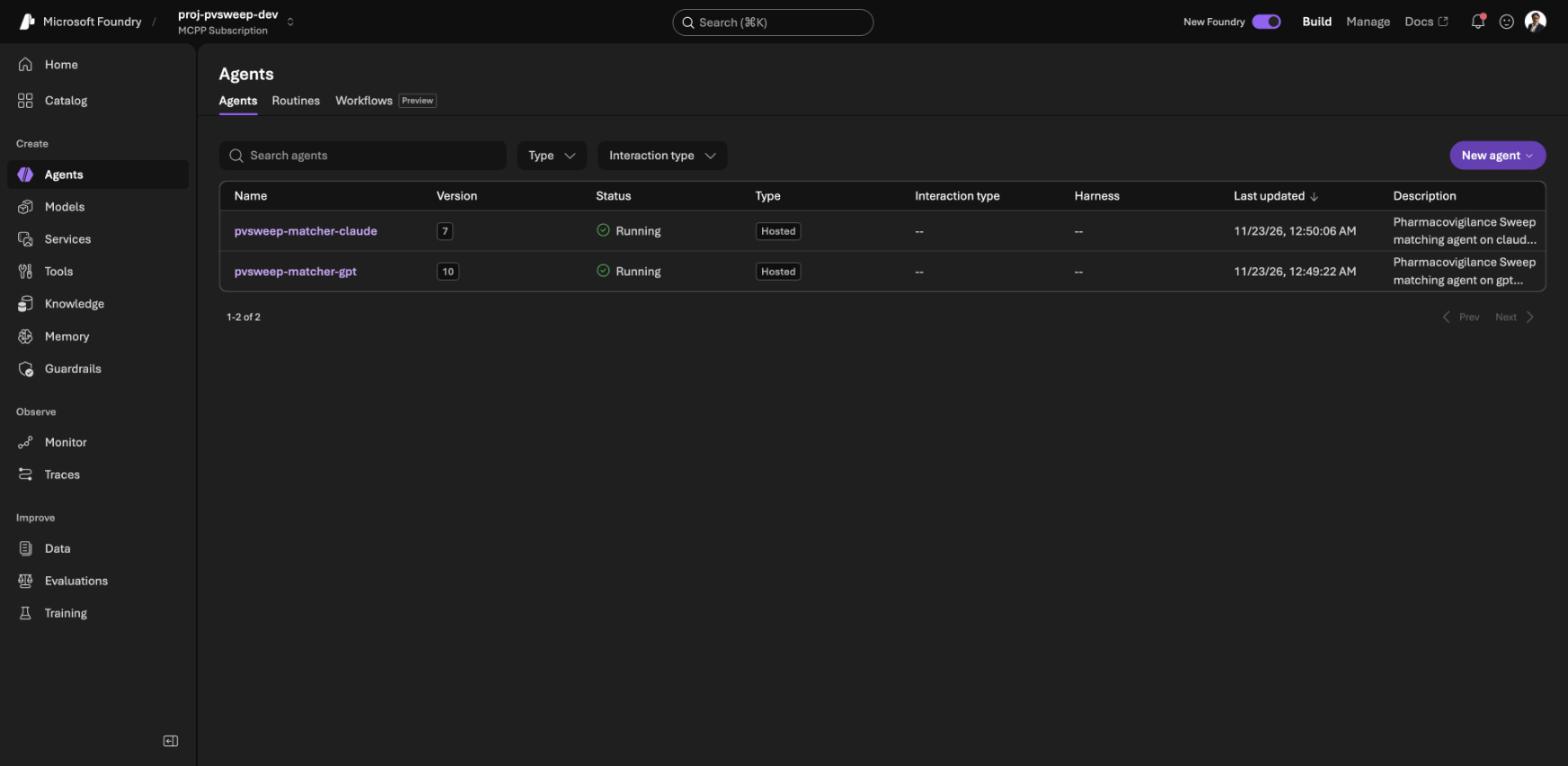 Microsoft Foundry / proj-pvsweep-dev
MCPP Subscription
Search (⌘K)
New Foundry Build Manage Docs
Home
Catalog
Create
Agents
Models
Services
Tools
Knowledge
Memory
Guardrails
Observe
Monitor
Traces
Improve
Data
Evaluations
Training
Agents
Agents Routines Workflows Preview
Search agents Type Interaction type New agent
Name Version Status Type Interaction type Harness Last updated ↓ Description
pvsweep-matcher-claude 7 Running Hosted -- -- 11/23/26, 12:50:06 AM Pharmacovigilance Sweep
matching agent on claud...
pvsweep-matcher-gpt 10 Running Hosted -- -- 11/23/26, 12:49:22 AM Pharmacovigilance Sweep
matching agent on gpt...
1-2 of 2 Prev Next